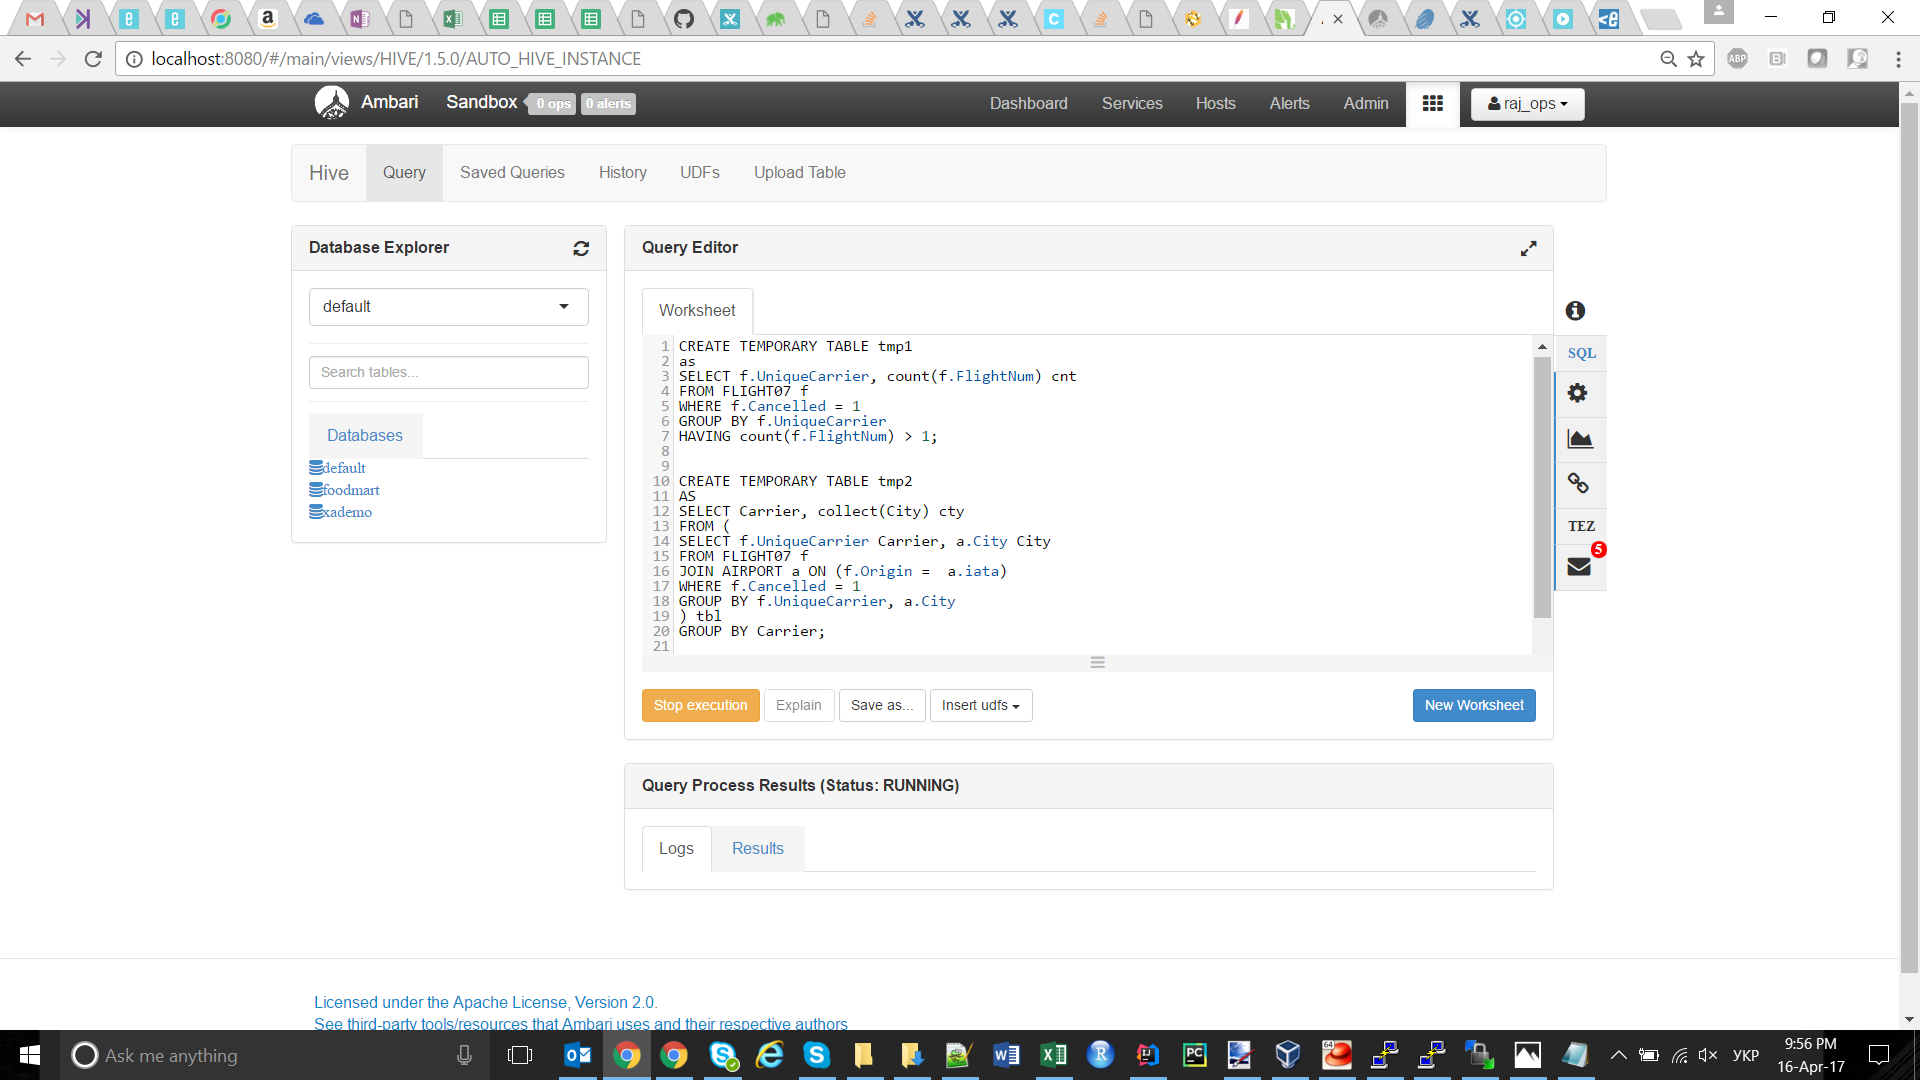 localhost:8080/#/main/views/HIVE/1.5.0/AUTO_HIVE_INSTANCE
ABP
Ambari
Sandbox
0 ops
0 alerts
Dashboard
Services
Hosts
Alerts
Admin
raj_ops
Hive
Query
Saved Queries
History
UDFs
Upload Table
Database Explorer
default
Search tables...
Databases
default
foodmart
xademo
Query Editor
Worksheet
1 CREATE TEMPORARY TABLE tmp1
2 as
3 SELECT f.UniqueCarrier, count(f.FlightNum) cnt
4 FROM FLIGHT07 f
5 WHERE f.Cancelled = 1
6 GROUP BY f.UniqueCarrier
7 HAVING count(f.FlightNum) > 1;
8
9
10 CREATE TEMPORARY TABLE tmp2
11 AS
12 SELECT Carrier, collect(City) cty
13 FROM (
14 SELECT f.UniqueCarrier Carrier, a.City City
15 FROM FLIGHT07 f
16 JOIN AIRPORT a ON (f.Origin =  a.iata)
17 WHERE f.Cancelled = 1
18 GROUP BY f.UniqueCarrier, a.City
19 ) tbl
20 GROUP BY Carrier;
21
SQL
TEZ
5
Stop execution
Explain
Save as...
Insert udfs
New Worksheet
Query Process Results (Status: RUNNING)
Logs
Results
Licensed under the Apache License, Version 2.0.
See third-party tools/resources that Ambari uses and their respective authors
Ask me anything
УКР
9:56 PM
16-Apr-17